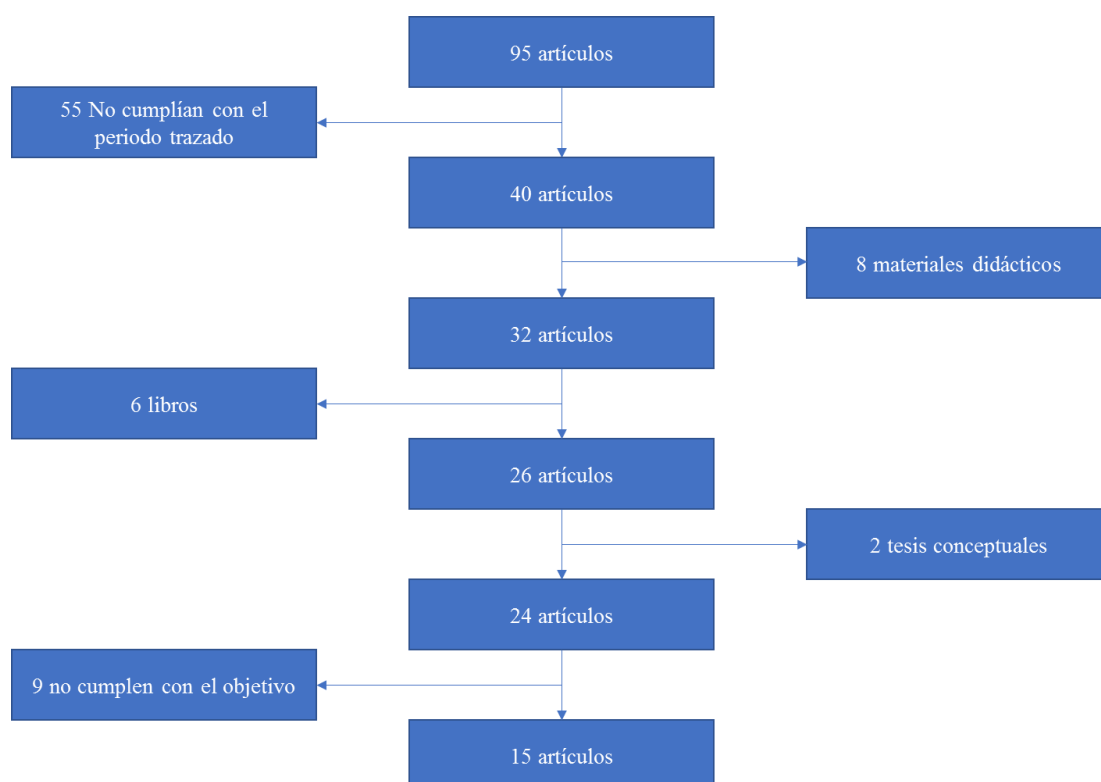 95 artículos
55 No cumplían con el
periodo trazado
40 artículos
8 materiales didácticos
32 artículos
6 libros
26 artículos
2 tesis conceptuales
24 artículos
9 no cumplen con el objetivo
15 artículos